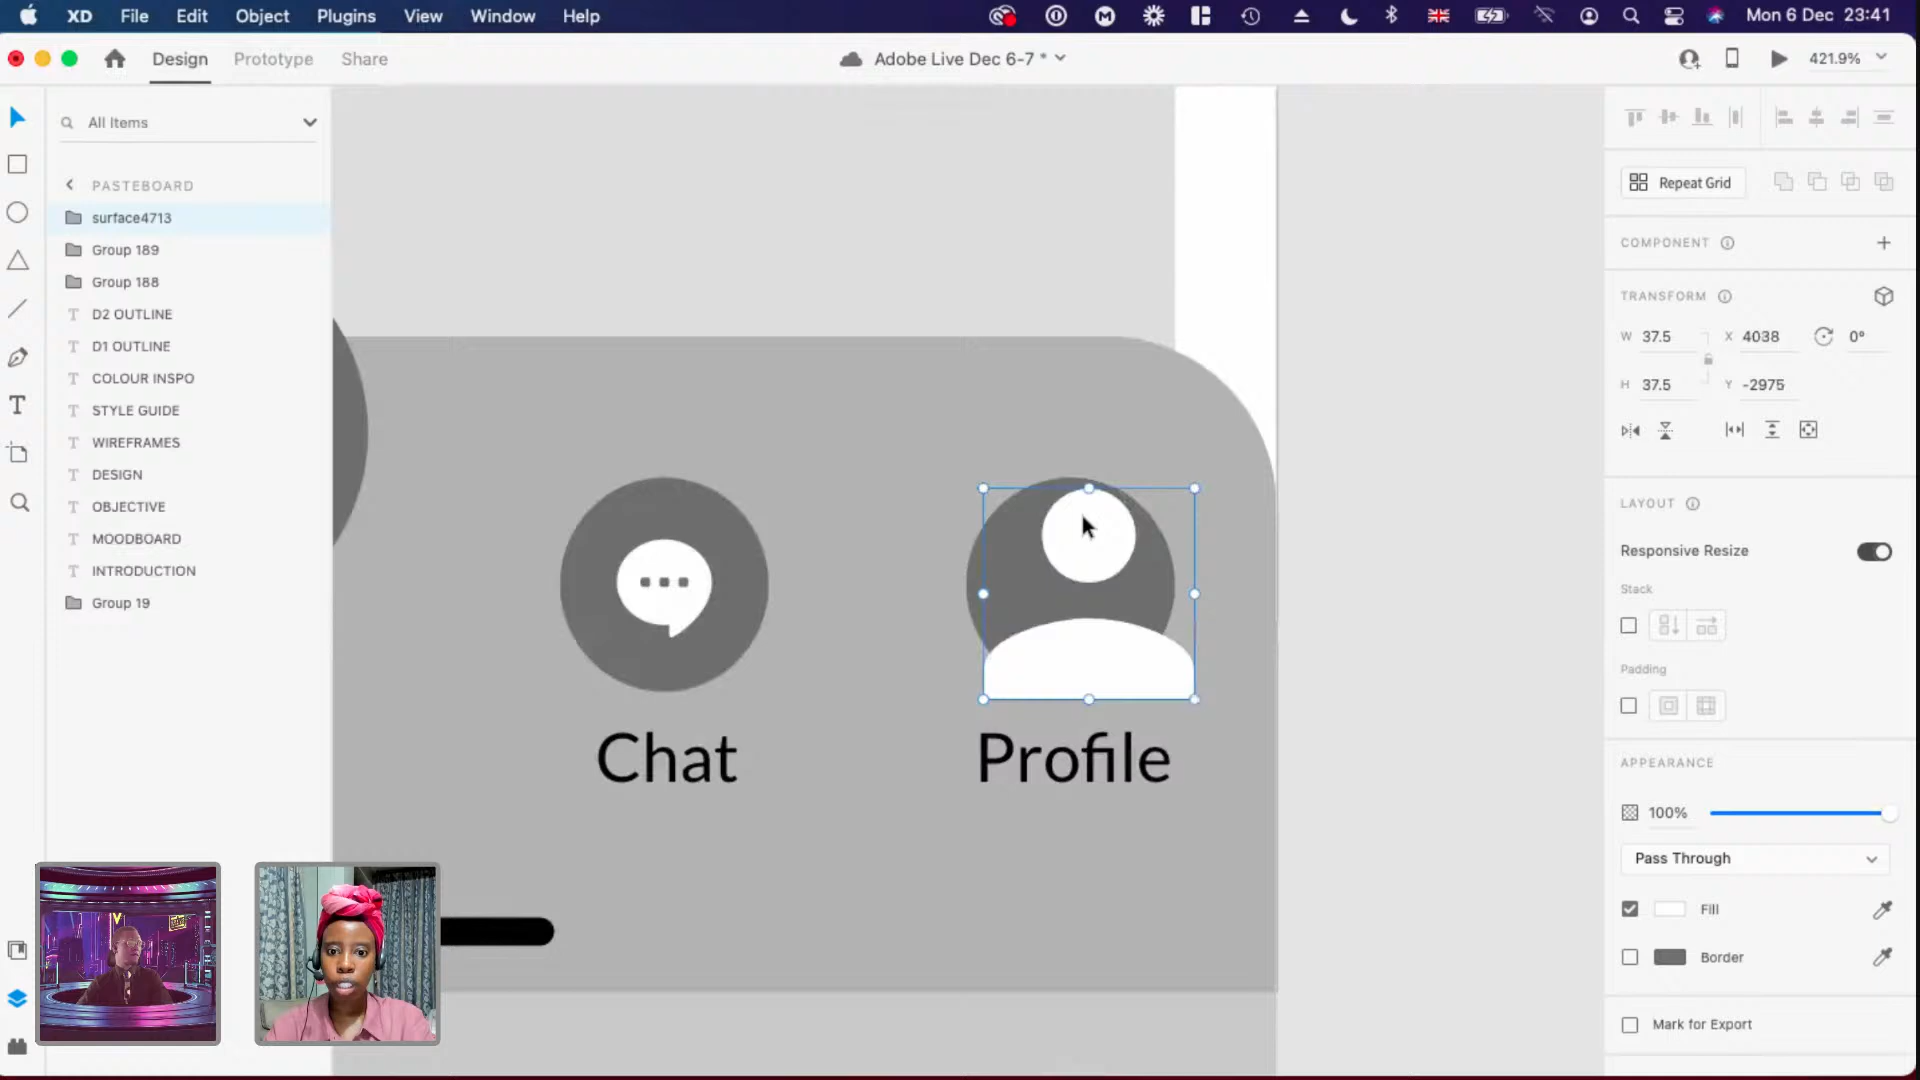 XD File Edit Object Plugins View Window Help Mon 6 Dec 23:41
Design Prototype Share Adobe Live Dec 6-7 * 421.9%
All Items
PASTEBOARD
surface4713
Group 189
Group 188
D2 OUTLINE
D1 OUTLINE
COLOUR INSPO
STYLE GUIDE
WIREFRAMES
DESIGN
OBJECTIVE
MOODBOARD
INTRODUCTION
Group 19
Chat
Profile
Repeat Grid
COMPONENT
TRANSFORM
W 37.5 X 4038 0°
H 37.5 Y -2975
LAYOUT
Responsive Resize
Stack
Padding
APPEARANCE
100%
Pass Through
Fill
Border
Mark for Export